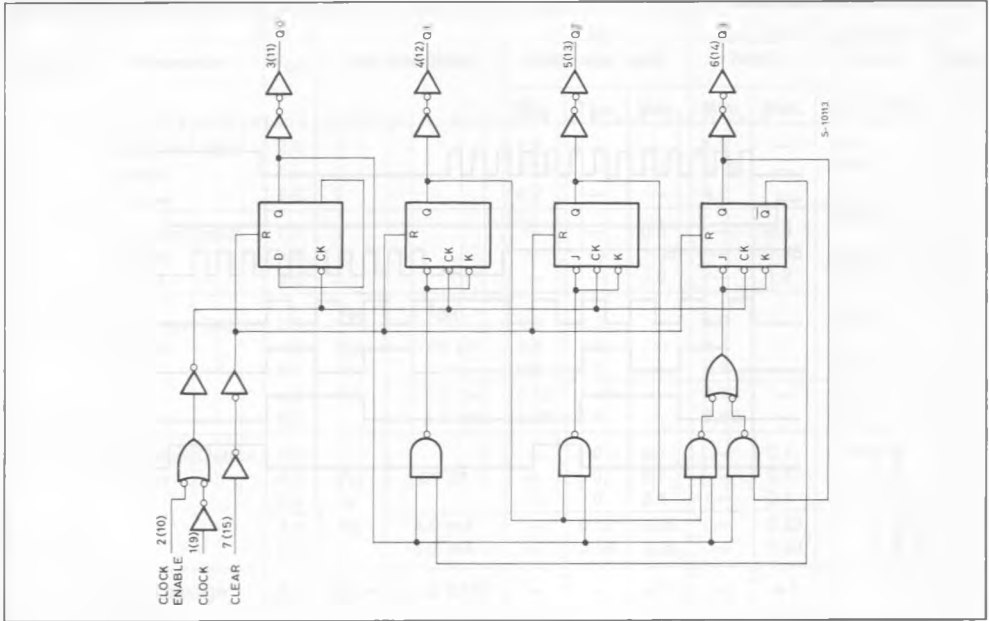 3(11) Q0
4(12) Q1
5(13) Q2
6(14) Q3
S-10113
Q
R
D
CK
Q
R
J
CK
K
Q
R
J
CK
K
Q
Q
R
J
CK
K
2(10)
1(9)
7(15)
CLOCK
ENABLE
CLOCK
CLEAR